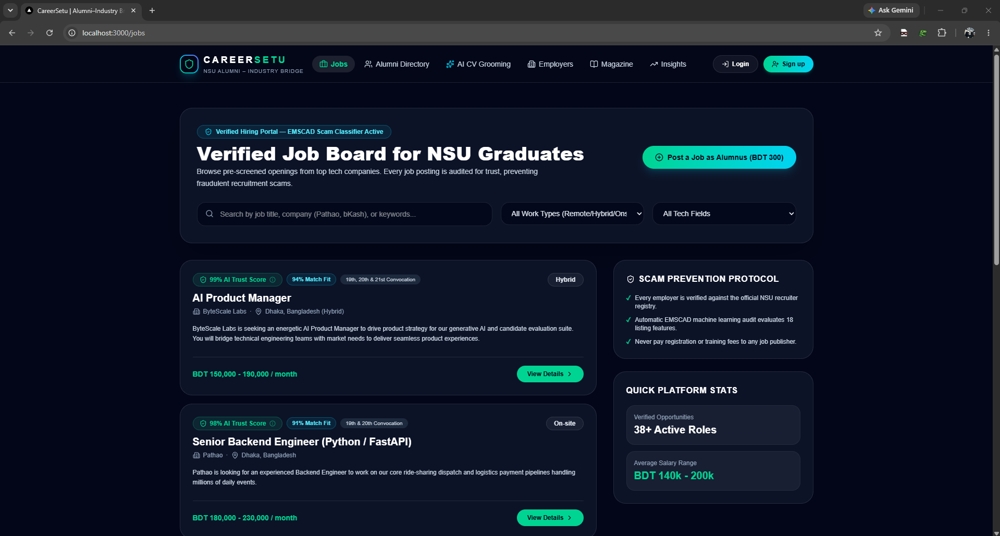 CareerSetu | Alumni–Industry B
Ask Gemini
localhost:3000/jobs
CAREERSETU
NSU ALUMNI – INDUSTRY BRIDGE
Jobs
Alumni Directory
AI CV Grooming
Employers
Magazine
Insights
Login
Sign up
Verified Hiring Portal — EMSCAD Scam Classifier Active
Verified Job Board for NSU Graduates
Browse pre-screened openings from top tech companies. Every job posting is audited for trust, preventing
fraudulent recruitment scams.
Post a Job as Alumnus (BDT 300)
Search by job title, company (Pathao, bKash), or keywords...
All Work Types (Remote/Hybrid/Ons
All Tech Fields
99% AI Trust Score
94% Match Fit
19th, 20th & 21st Convocation
Hybrid
AI Product Manager
ByteScale Labs · Dhaka, Bangladesh (Hybrid)
ByteScale Labs is seeking an energetic AI Product Manager to drive product strategy for our generative AI and candidate evaluation suite.
You will bridge technical engineering teams with market needs to deliver seamless product experiences.
BDT 150,000 - 190,000 / month
View Details
98% AI Trust Score
91% Match Fit
19th & 20th Convocation
On-site
Senior Backend Engineer (Python / FastAPI)
Pathao · Dhaka, Bangladesh
Pathao is looking for an experienced Backend Engineer to work on our core ride-sharing dispatch and logistics payment pipelines handling
millions of daily events.
BDT 180,000 - 230,000 / month
View Details
SCAM PREVENTION PROTOCOL
✓ Every employer is verified against the official NSU recruiter
registry.
✓ Automatic EMSCAD machine learning audit evaluates 18
listing features.
✓ Never pay registration or training fees to any job publisher.
QUICK PLATFORM STATS
Verified Opportunities
38+ Active Roles
Average Salary Range
BDT 140k - 200k